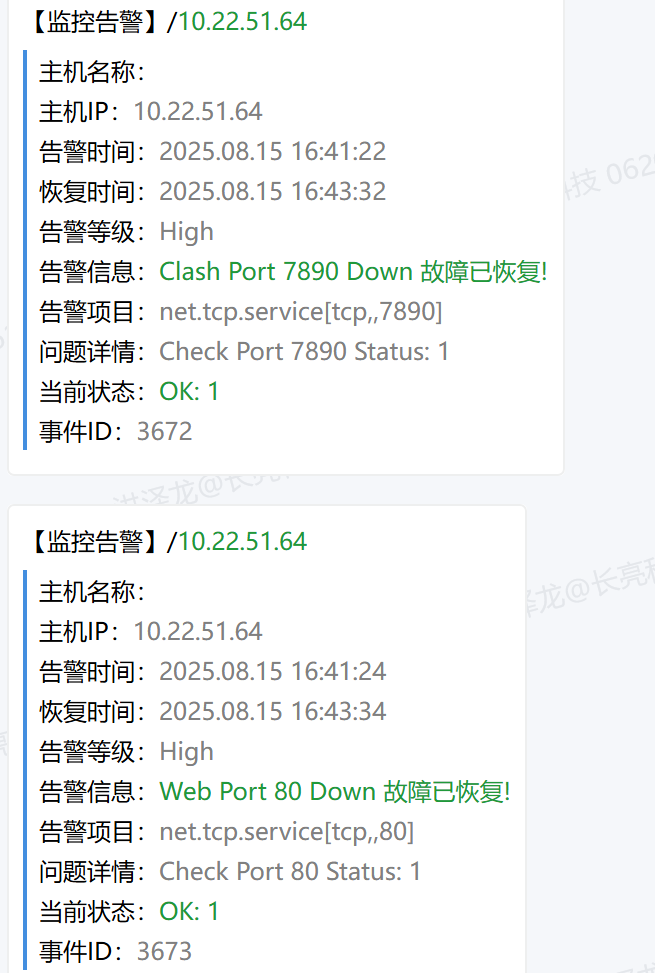 【监控告警】/10.22.51.64
主机名称：
主机IP：10.22.51.64
告警时间：2025.08.15 16:41:22
恢复时间：2025.08.15 16:43:32
告警等级：High
告警信息：Clash Port 7890 Down 故障已恢复!
告警项目：net.tcp.service[tcp,,7890]
问题详情：Check Port 7890 Status: 1
当前状态：OK: 1
事件ID：3672
【监控告警】/10.22.51.64
主机名称：
主机IP：10.22.51.64
告警时间：2025.08.15 16:41:24
恢复时间：2025.08.15 16:43:34
告警等级：High
告警信息：Web Port 80 Down 故障已恢复!
告警项目：net.tcp.service[tcp,,80]
问题详情：Check Port 80 Status: 1
当前状态：OK: 1
事件ID：3673